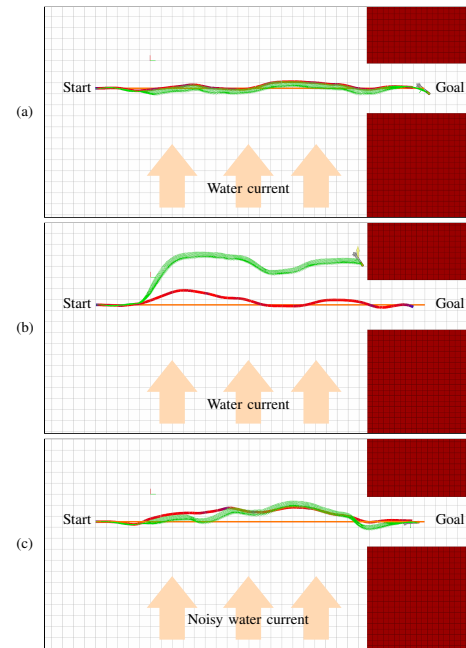 Start Goal
(a)
Water current
Start Goal
(b)
Water current
Start Goal
(c)
Noisy water current